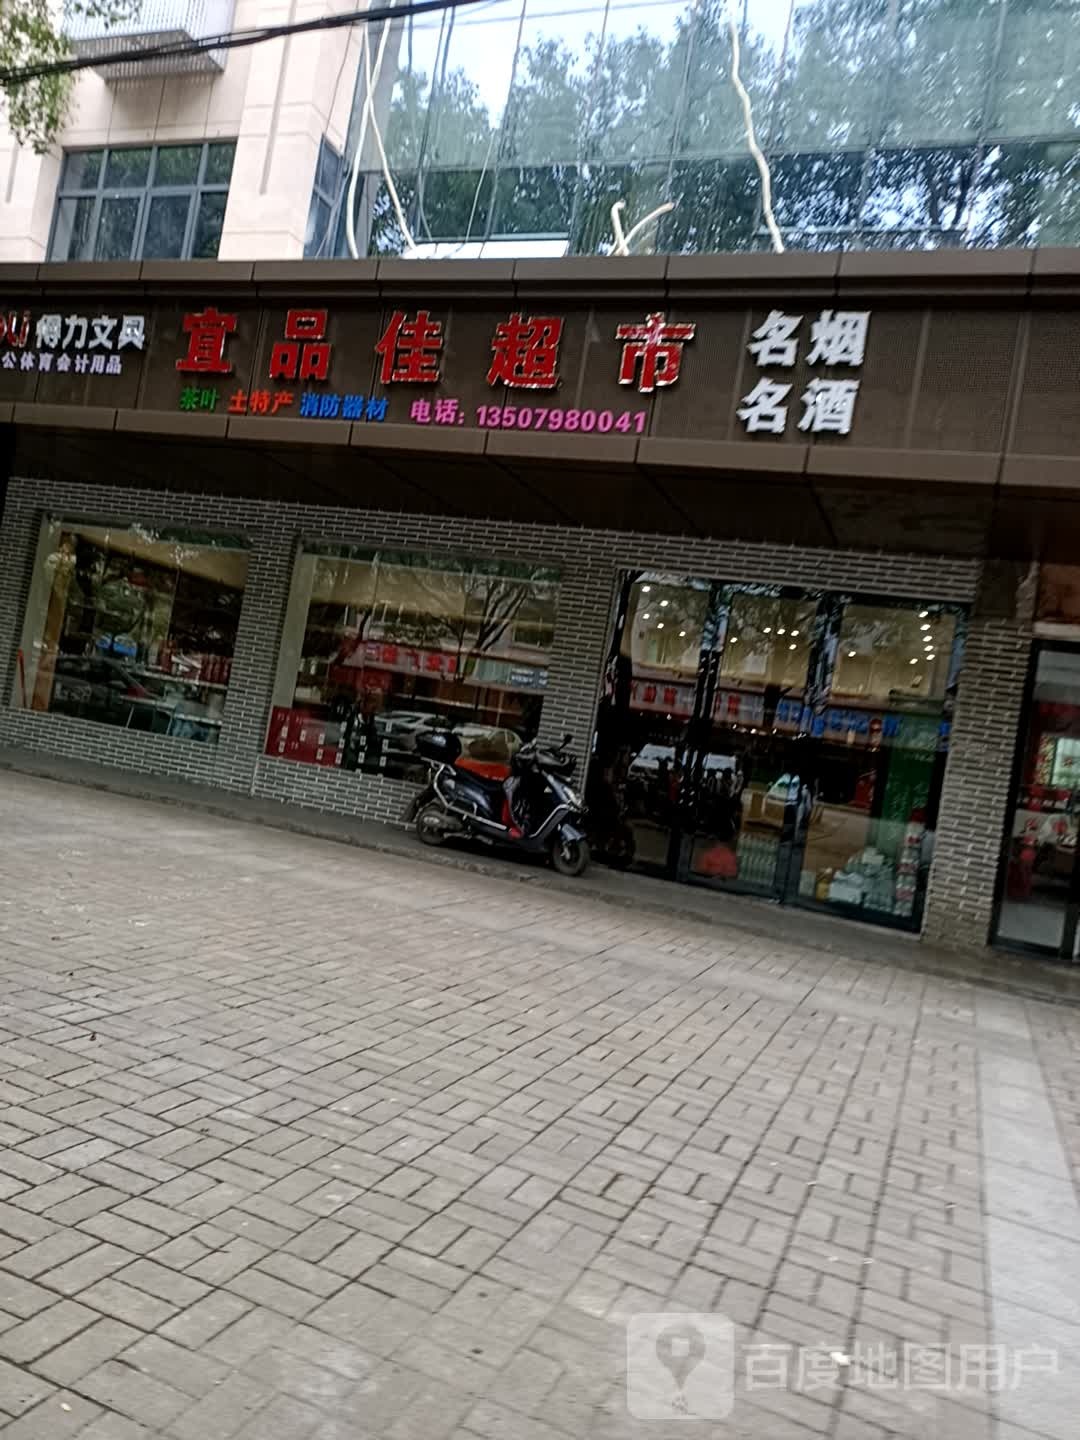 得力文具
公体育会计用品
宜品佳超市
茶叶 土特产 消防器材 电话: 13507980041
名烟
名酒
百度地图用户